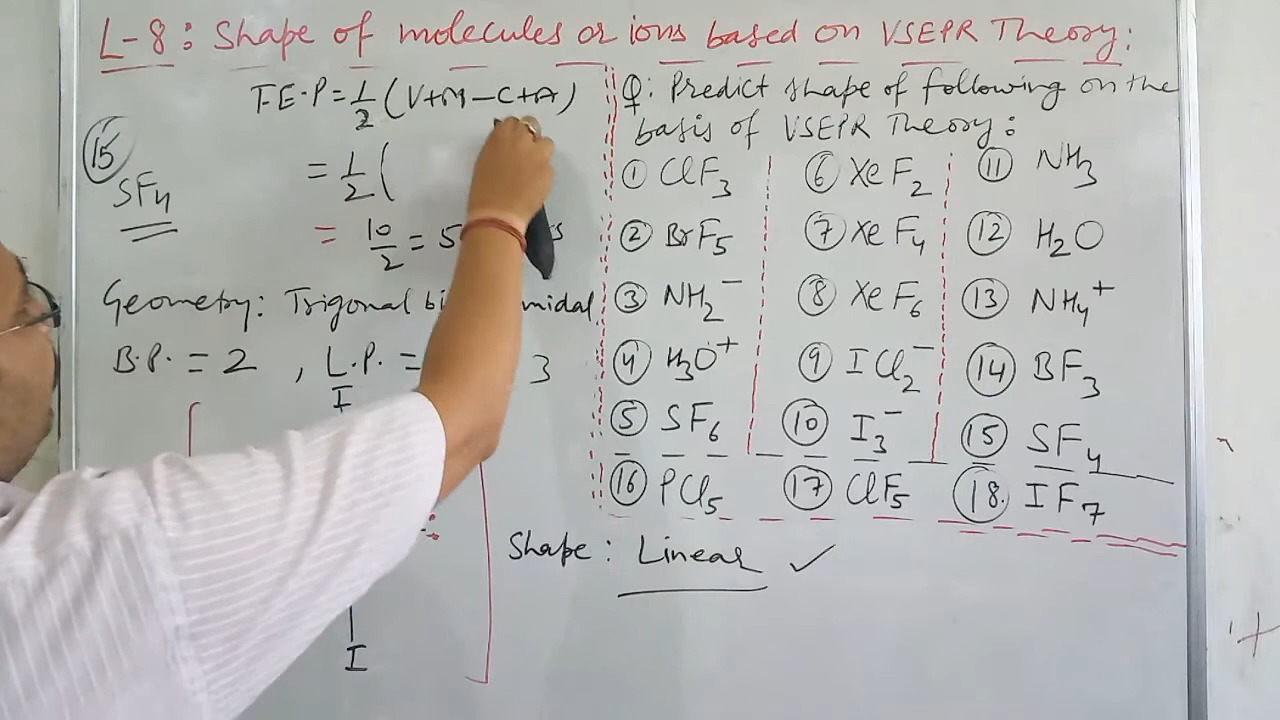 L-8: Shape of molecules or ions based on VSEPR Theory:
T.E.P = 1/2 (V+M-C+A)
(15) SF4
= 1/2 (
= 10/2 = 5
Geometry: Trigonal bi midal
B.P. = 2 , L.P. = 3
I
I
Q: Predict shape of following on the
basis of VSEPR Theory:
① ClF3 ⑥ XeF2 ⑪ NH3
② BrF5 ⑦ XeF4 ⑫ H2O
③ NH2⁻ ⑧ XeF6 ⑬ NH4⁺
④ H3O⁺ ⑨ ICl2⁻ ⑭ BF3
⑤ SF6 ⑩ I3⁻ ⑮ SF4
⑯ PCl5 ⑰ ClF5 ⑱ IF7
Shape: Linear ✓